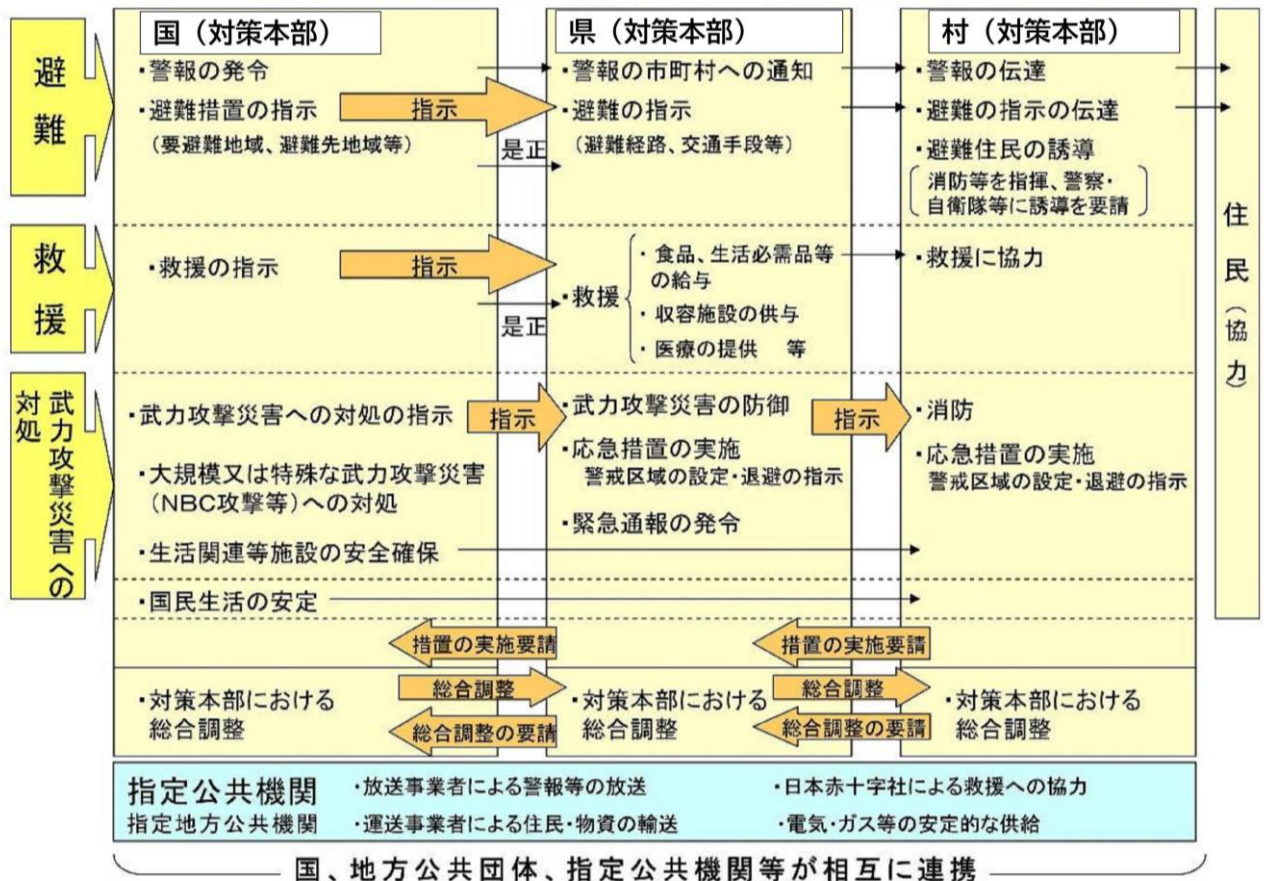 避難
国（対策本部）
・警報の発令
・避難措置の指示
（要避難地域、避難先地域等）
指示
是正
県（対策本部）
・警報の市町村への通知
・避難の指示
（避難経路、交通手段等）
村（対策本部）
・警報の伝達
・避難の指示の伝達
・避難住民の誘導
消防等を指揮、警察・
自衛隊等に誘導を要請
住民（協力）
救援
・救援の指示
指示
是正
・救援
・食品、生活必需品等
の給与
・収容施設の供与
・医療の提供　等
・救援に協力
武力攻撃災害への
対処
・武力攻撃災害への対処の指示
指示
・武力攻撃災害の防御
指示
・消防
・大規模又は特殊な武力攻撃災害
（NBC攻撃等）への対処
・応急措置の実施
警戒区域の設定・退避の指示
・応急措置の実施
警戒区域の設定・退避の指示
・緊急通報の発令
・生活関連等施設の安全確保
・国民生活の安定
措置の実施要請
措置の実施要請
・対策本部における
総合調整
総合調整
総合調整の要請
・対策本部における
総合調整
総合調整
総合調整の要請
・対策本部における
総合調整
指定公共機関
指定地方公共機関
・放送事業者による警報等の放送
・日本赤十字社による救援への協力
・運送事業者による住民・物資の輸送
・電気・ガス等の安定的な供給
国、地方公共団体、指定公共機関等が相互に連携